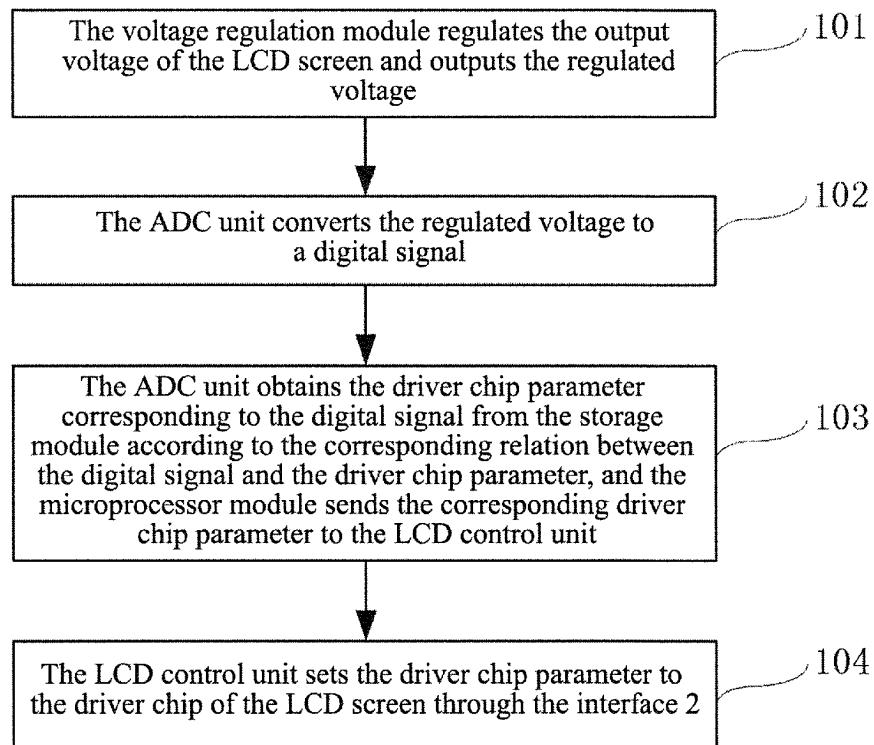 The voltage regulation module regulates the output
voltage of the LCD screen and outputs the regulated
voltage
101
The ADC unit converts the regulated voltage to
a digital signal
102
The ADC unit obtains the driver chip parameter
corresponding to the digital signal from the storage
module according to the corresponding relation between
the digital signal and the driver chip parameter, and the
microprocessor module sends the corresponding driver
chip parameter to the LCD control unit
103
The LCD control unit sets the driver chip parameter to
the driver chip of the LCD screen through the interface 2
104